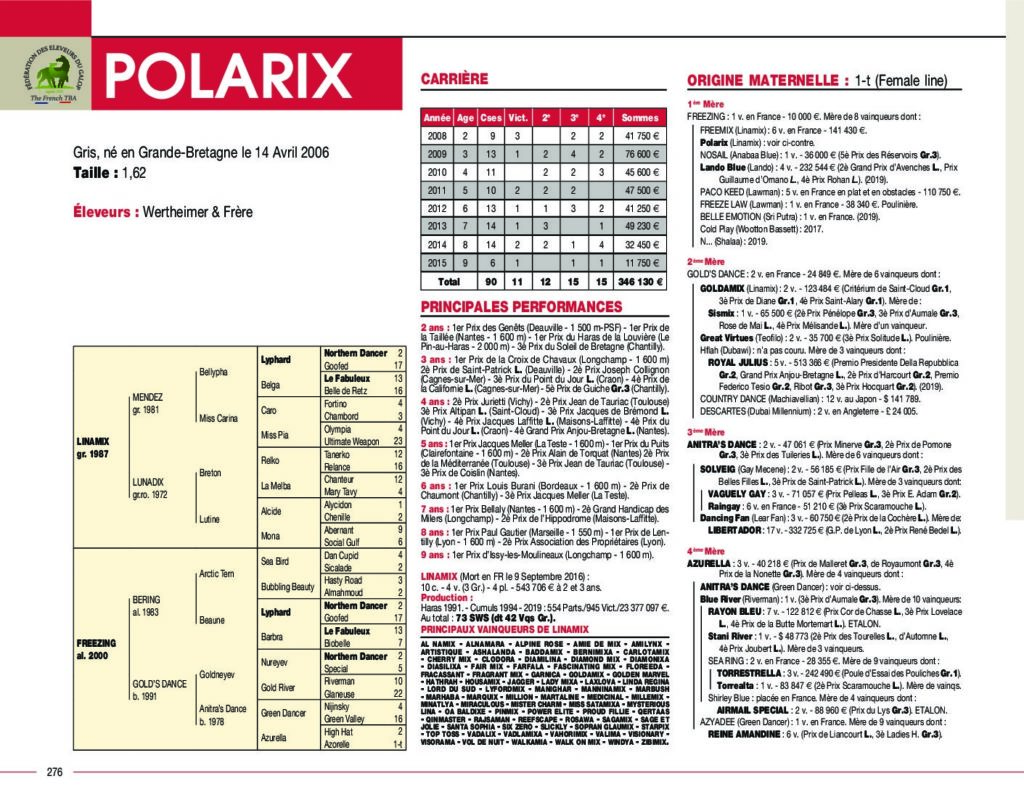 FÉDÉRATION DES ELEVEURS DU GALOP
The French TBA
POLARIX
Gris, né en Grande-Bretagne le 14 Avril 2006
Taille : 1,62
Éleveurs : Wertheimer & Frère
LINAMIX
gr. 1987
FREEZING
al. 2000
MENDEZ
gr. 1981
LUNADIX
gr.ro. 1972
BERING
al. 1983
GOLD'S DANCE
b. 1991
Bellypha
Miss Carina
Breton
Lutine
Arctic Tern
Beaune
Goldneyev
Anitra's Dance
b. 1978
Lyphard
Belga
Caro
Miss Pia
Relko
La Melba
Alcide
Mona
Sea Bird
Bubbling Beauty
Lyphard
Barbra
Nureyev
Gold River
Green Dancer
Azurella
Northern Dancer 2
Goofed 17
Le Fabuleux 13
Belle de Retz 16
Fortino 4
Chambord 3
Olympia 4
Ultimate Weapon 23
Tanerko 12
Relance 16
Chanteur 12
Mary Tavy 4
Alycidon 1
Chenille 2
Abernant 9
Social Gulf 6
Dan Cupid 4
Sicalade 2
Hasty Road 3
Almahmoud 2
Northern Dancer 2
Goofed 17
Le Fabuleux 13
Biobelle 7
Northern Dancer 2
Special 5
Riverman 10
Glaneuse 22
Nijinsky 4
Green Valley 16
High Hat 2
Azorelle 1-t
276
CARRIÈRE
Année Age Cses Vict. 2e 3e 4e Sommes
2008 2 9 3 2 2 41 750 €
2009 3 13 1 2 4 2 76 600 €
2010 4 11 2 2 3 45 600 €
2011 5 10 2 2 2 47 500 €
2012 6 13 1 1 3 2 41 250 €
2013 7 14 1 3 1 49 230 €
2014 8 14 2 2 1 4 32 450 €
2015 9 6 1 1 1 11 750 €
Total 90 11 12 15 15 346 130 €
PRINCIPALES PERFORMANCES
2 ans : 1er Prix des Genêts (Deauville - 1 500 m-PSF) - 1er Prix de
la Taillée (Nantes - 1 600 m) - 1er Prix du Haras de la Louvière (Le
Pin-au-Haras - 2 000 m) - 3è Prix du Soleil de Bretagne (Chantilly).
3 ans : 1er Prix de la Croix de Chavaux (Longchamp - 1 600 m)
2è Prix de Saint-Patrick L. (Deauville) - 2è Prix Joseph Collignon
(Cagnes-sur-Mer) - 3è Prix du Point du Jour L. (Craon) - 4è Prix de
la Californie L. (Cagnes-sur-Mer) - 5è Prix de Guiche Gr.3 (Chantilly).
4 ans : 2è Prix Jurietti (Vichy) - 2è Prix Jean de Tauriac (Toulouse)
3è Prix Altipan L. (Saint-Cloud) - 3è Prix Jacques de Brémond L.
(Vichy) - 4è Prix Jacques Laffitte L. (Maisons-Laffitte) - 4è Prix du
Point du Jour L. (Craon) - 4è Grand Prix Anjou-Bretagne L. (Nantes).
5 ans : 1er Prix Jacques Meller (La Teste - 1 600 m) - 1er Prix du Puits
(Clairefontaine - 1 600 m) - 2è Prix Alain de Torquat (Nantes) 2è Prix
de la Méditerranée (Toulouse) - 3è Prix Jean de Tauriac (Toulouse) -
3è Prix de Coislin (Nantes).
6 ans : 1er Prix Louis Burani (Bordeaux - 1 600 m) - 2è Prix de
Chaumont (Chantilly) - 3è Prix Jacques Meller (La Teste).
7 ans : 1er Prix Bellaly (Nantes - 1 600 m) - 2è Grand Handicap des
Milers (Longchamp) - 2è Prix de l'Hippodrome (Maisons-Laffitte).
8 ans : 1er Prix Paul Gautier (Marseille - 1 550 m) - 1er Prix de Len-
tilly (Lyon - 1 600 m) - 2è Prix Association des Propriétaires (Lyon).
9 ans : 1er Prix d'Issy-les-Moulineaux (Longchamp - 1 600 m).
LINAMIX (Mort en FR le 9 Septembre 2016) :
10 c. - 4 v. (3 Gr.) - 4 pl. - 543 706 € à 2 et 3 ans.
Production :
Haras 1991. - Cumuls 1994 - 2019 : 554 Parts./945 Vict./23 377 097 €.
Au total : 73 SWS (dt 42 Vqs Gr.).
PRINCIPAUX VAINQUEURS DE LINAMIX
AL NAMIX - ALNAMARA - ALPINE ROSE - AMIE DE MIX - AMILYNX -
ARTISTIQUE - ASHALANDA - BADDAMIX - BERNIMIXA - CARLOTAMIX
- CHERRY MIX - CLODORA - DIAMILINA - DIAMOND MIX - DIAMONIXA
- DIASILIXA - FAIR MIX - FARFALA - FASCINATING MIX - FLOREEDA -
FRACASSANT - FRAGRANT MIX - GARNICA - GOLDAMIX - GOLDEN MARVEL
- HATHRAH - HOUSAMIX - JAGGER - LADY MIXA - LAXLOVA - LINDA REGINA
- LORD DU SUD - LYFORDMIX - MANIGHAR - MANNINAMIX - MARBUSH
- MARHABA - MARQUIX - MILLION - MARTALINE - MEDICINAL - MILLEMIX -
MINATLYA - MIRACULOUS - MISTER CHARM - MISS SATAMIXA - MYSTERIOUS
LINA - OA BALDIXE - PINMIX - POWER ELITE - PROUD FILLIE - QERTAAS
- QINMASTER - RAJSAMAN - REEFSCAPE - ROSAWA - SAGAMIX - SAGE ET
JOLIE - SANTA SOPHIA - SIX ZERO - SLICKLY - SOPRAN GLAUMIX - STARPIX
- TOP TOSS - VADALIX - VADLAMIXA - VAHORIMIX - VALIMA - VISIONARY -
VISORAMA - VOL DE NUIT - WALKAMIA - WALK ON MIX - WINDYA - ZIBIMIX.
ORIGINE MATERNELLE : 1-t (Female line)
1ère Mère
FREEZING : 1 v. en France - 10 000 €. Mère de 8 vainqueurs dont :
FREEMIX (Linamix) : 6 v. en France - 141 430 €.
Polarix (Linamix) : voir ci-contre.
NOSAIL (Anabaa Blue) : 1 v. - 36 000 € (5è Prix des Réservoirs Gr.3).
Lando Blue (Lando) : 4 v. - 232 544 € (2è Grand Prix d'Avenches L., Prix
Guillaume d'Ornano L., 4è Prix Rohan L.). (2019).
PACO KEED (Lawman) : 5 v. en France en plat et en obstacles - 110 750 €.
FREEZE LAW (Lawman) : 1 v. en France - 38 340 €. Poulinière.
BELLE EMOTION (Sri Putra) : 1 v. en France. (2019).
Cold Play (Wootton Bassett) : 2017.
N... (Shalaa) : 2019.
2ème Mère
GOLD'S DANCE : 2 v. en France - 24 849 €. Mère de 6 vainqueurs dont :
GOLDAMIX (Linamix) : 2 v. - 123 484 € (Critérium de Saint-Cloud Gr.1,
3è Prix de Diane Gr.1, 4è Prix Saint-Alary Gr.1). Mère de :
Sismix : 1 v. - 65 500 € (2è Prix Pénélope Gr.3, 3è Prix d'Aumale Gr.3,
Rose de Mai L., 4è Prix Mélisande L.). Mère d'un vainqueur.
Great Virtues (Teofilo) : 2 v. - 35 700 € (3è Prix Solitude L.). Poulinière.
Hflah (Dubawi) : n'a pas couru. Mère de 3 vainqueurs dont :
ROYAL JULIUS : 5 v. - 513 366 € (Premio Presidente Della Repubblica
Gr.2, Grand Prix Anjou-Bretagne L., 2è Prix d'Harcourt Gr.2, Premio
Federico Tesio Gr.2, Ribot Gr.3, 3è Prix Hocquart Gr.2). (2019).
COUNTRY DANCE (Machiavellian) : 12 v. au Japon - $ 141 789.
DESCARTES (Dubai Millennium) : 2 v. en Angleterre - £ 24 005.
3ème Mère
ANITRA'S DANCE : 2 v. - 47 061 € (Prix Minerve Gr.3, 2è Prix de Pomone
Gr.3, 3è Prix des Tuileries L.). Mère de 6 vainqueurs dont :
SOLVEIG (Gay Mecene) : 2 v. - 56 185 € (Prix Fille de l'Air Gr.3, 2è Prix des
Belles Filles L., 3è Prix de Saint-Patrick L.). Mère de 3 vainqueurs dont:
VAGUELY GAY : 3 v. - 71 057 € (Prix Pelleas L., 3è Prix E. Adam Gr.2).
Raingay : 6 v. en France - 51 210 € (3è Prix Scaramouche L.).
Dancing Fan (Lear Fan) : 3 v. - 60 750 € (2è Prix de la Cochère L.). Mère de:
LIBERTADOR : 17 v. - 332 725 € (G.P. de Lyon L., 2è Prix René Bedel L.).
4ème Mère
AZURELLA : 3 v. - 40 218 € (Prix de Malleret Gr.3, de Royaumont Gr.3, 4è
Prix de la Nonette Gr.3). Mère de 4 vainqueurs dont :
ANITRA'S DANCE (Green Dancer) : voir ci-dessus.
Blue River (Riverman) : 1 v. (3è Prix d'Aumale Gr.3). Mère de 10 vainqueurs:
RAYON BLEU : 7 v. - 122 812 € (Prix Cor de Chasse L., 3è Prix Lovelace
L., 4è Prix de la Butte Mortemart L.). ETALON.
Stani River : 1 v. - $ 48 773 (2è Prix des Tourelles L., d'Automne L.,
4è Prix Joubert L.). Mère de 3 vainqueurs.
SEA RING : 2 v. en France - 28 355 €. Mère de 9 vainqueurs dont :
TORRESTRELLA : 3 v. - 242 490 € (Poule d'Essai des Pouliches Gr.1).
Torrealta : 1 v. - 83 847 € (2è Prix Scaramouche L.). Mère de vainqs.
Shirley Blue : placée en France. Mère de 4 vainqueurs dont :
AIRMAIL SPECIAL : 2 v. - 88 960 € (Prix du Lys Gr.3). ETALON.
AZYADEE (Green Dancer) : 1 v. en France. Mère de 9 vainqueurs dont :
REINE AMANDINE : 6 v. (Prix de Liancourt L., 3è Ladies H. Gr.3).